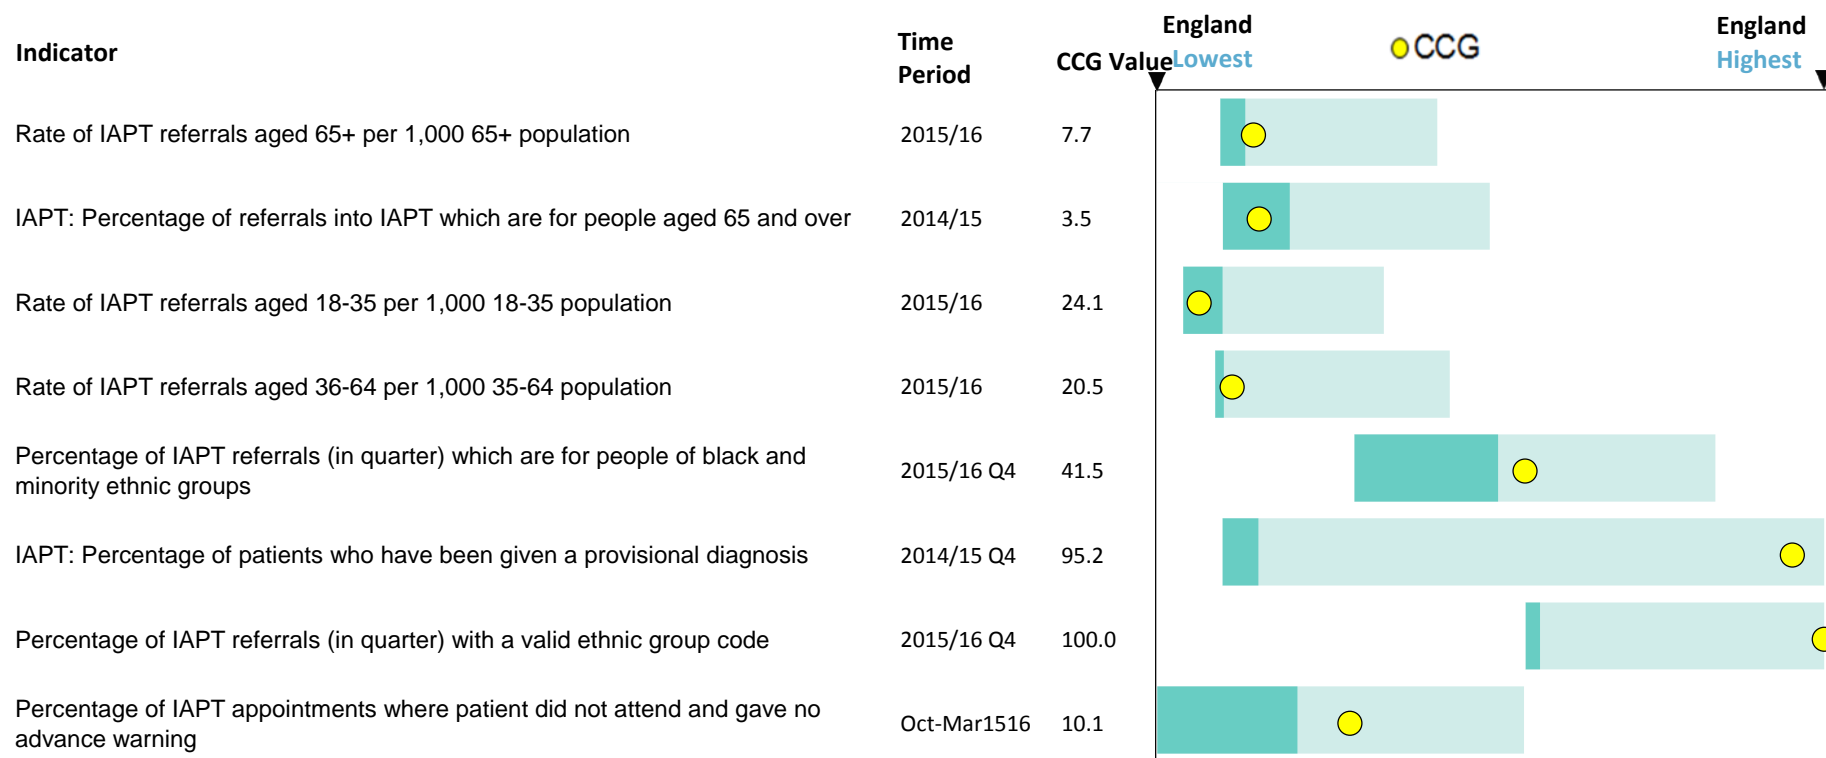 Indicator
Time
Period
CCG Value
England
Lowest
CCG
England
Highest
Rate of IAPT referrals aged 65+ per 1,000 65+ population 2015/16 7.7
IAPT: Percentage of referrals into IAPT which are for people aged 65 and over 2014/15 3.5
Rate of IAPT referrals aged 18-35 per 1,000 18-35 population 2015/16 24.1
Rate of IAPT referrals aged 36-64 per 1,000 35-64 population 2015/16 20.5
Percentage of IAPT referrals (in quarter) which are for people of black and
minority ethnic groups
2015/16 Q4 41.5
IAPT: Percentage of patients who have been given a provisional diagnosis 2014/15 Q4 95.2
Percentage of IAPT referrals (in quarter) with a valid ethnic group code 2015/16 Q4 100.0
Percentage of IAPT appointments where patient did not attend and gave no
advance warning
Oct-Mar1516 10.1